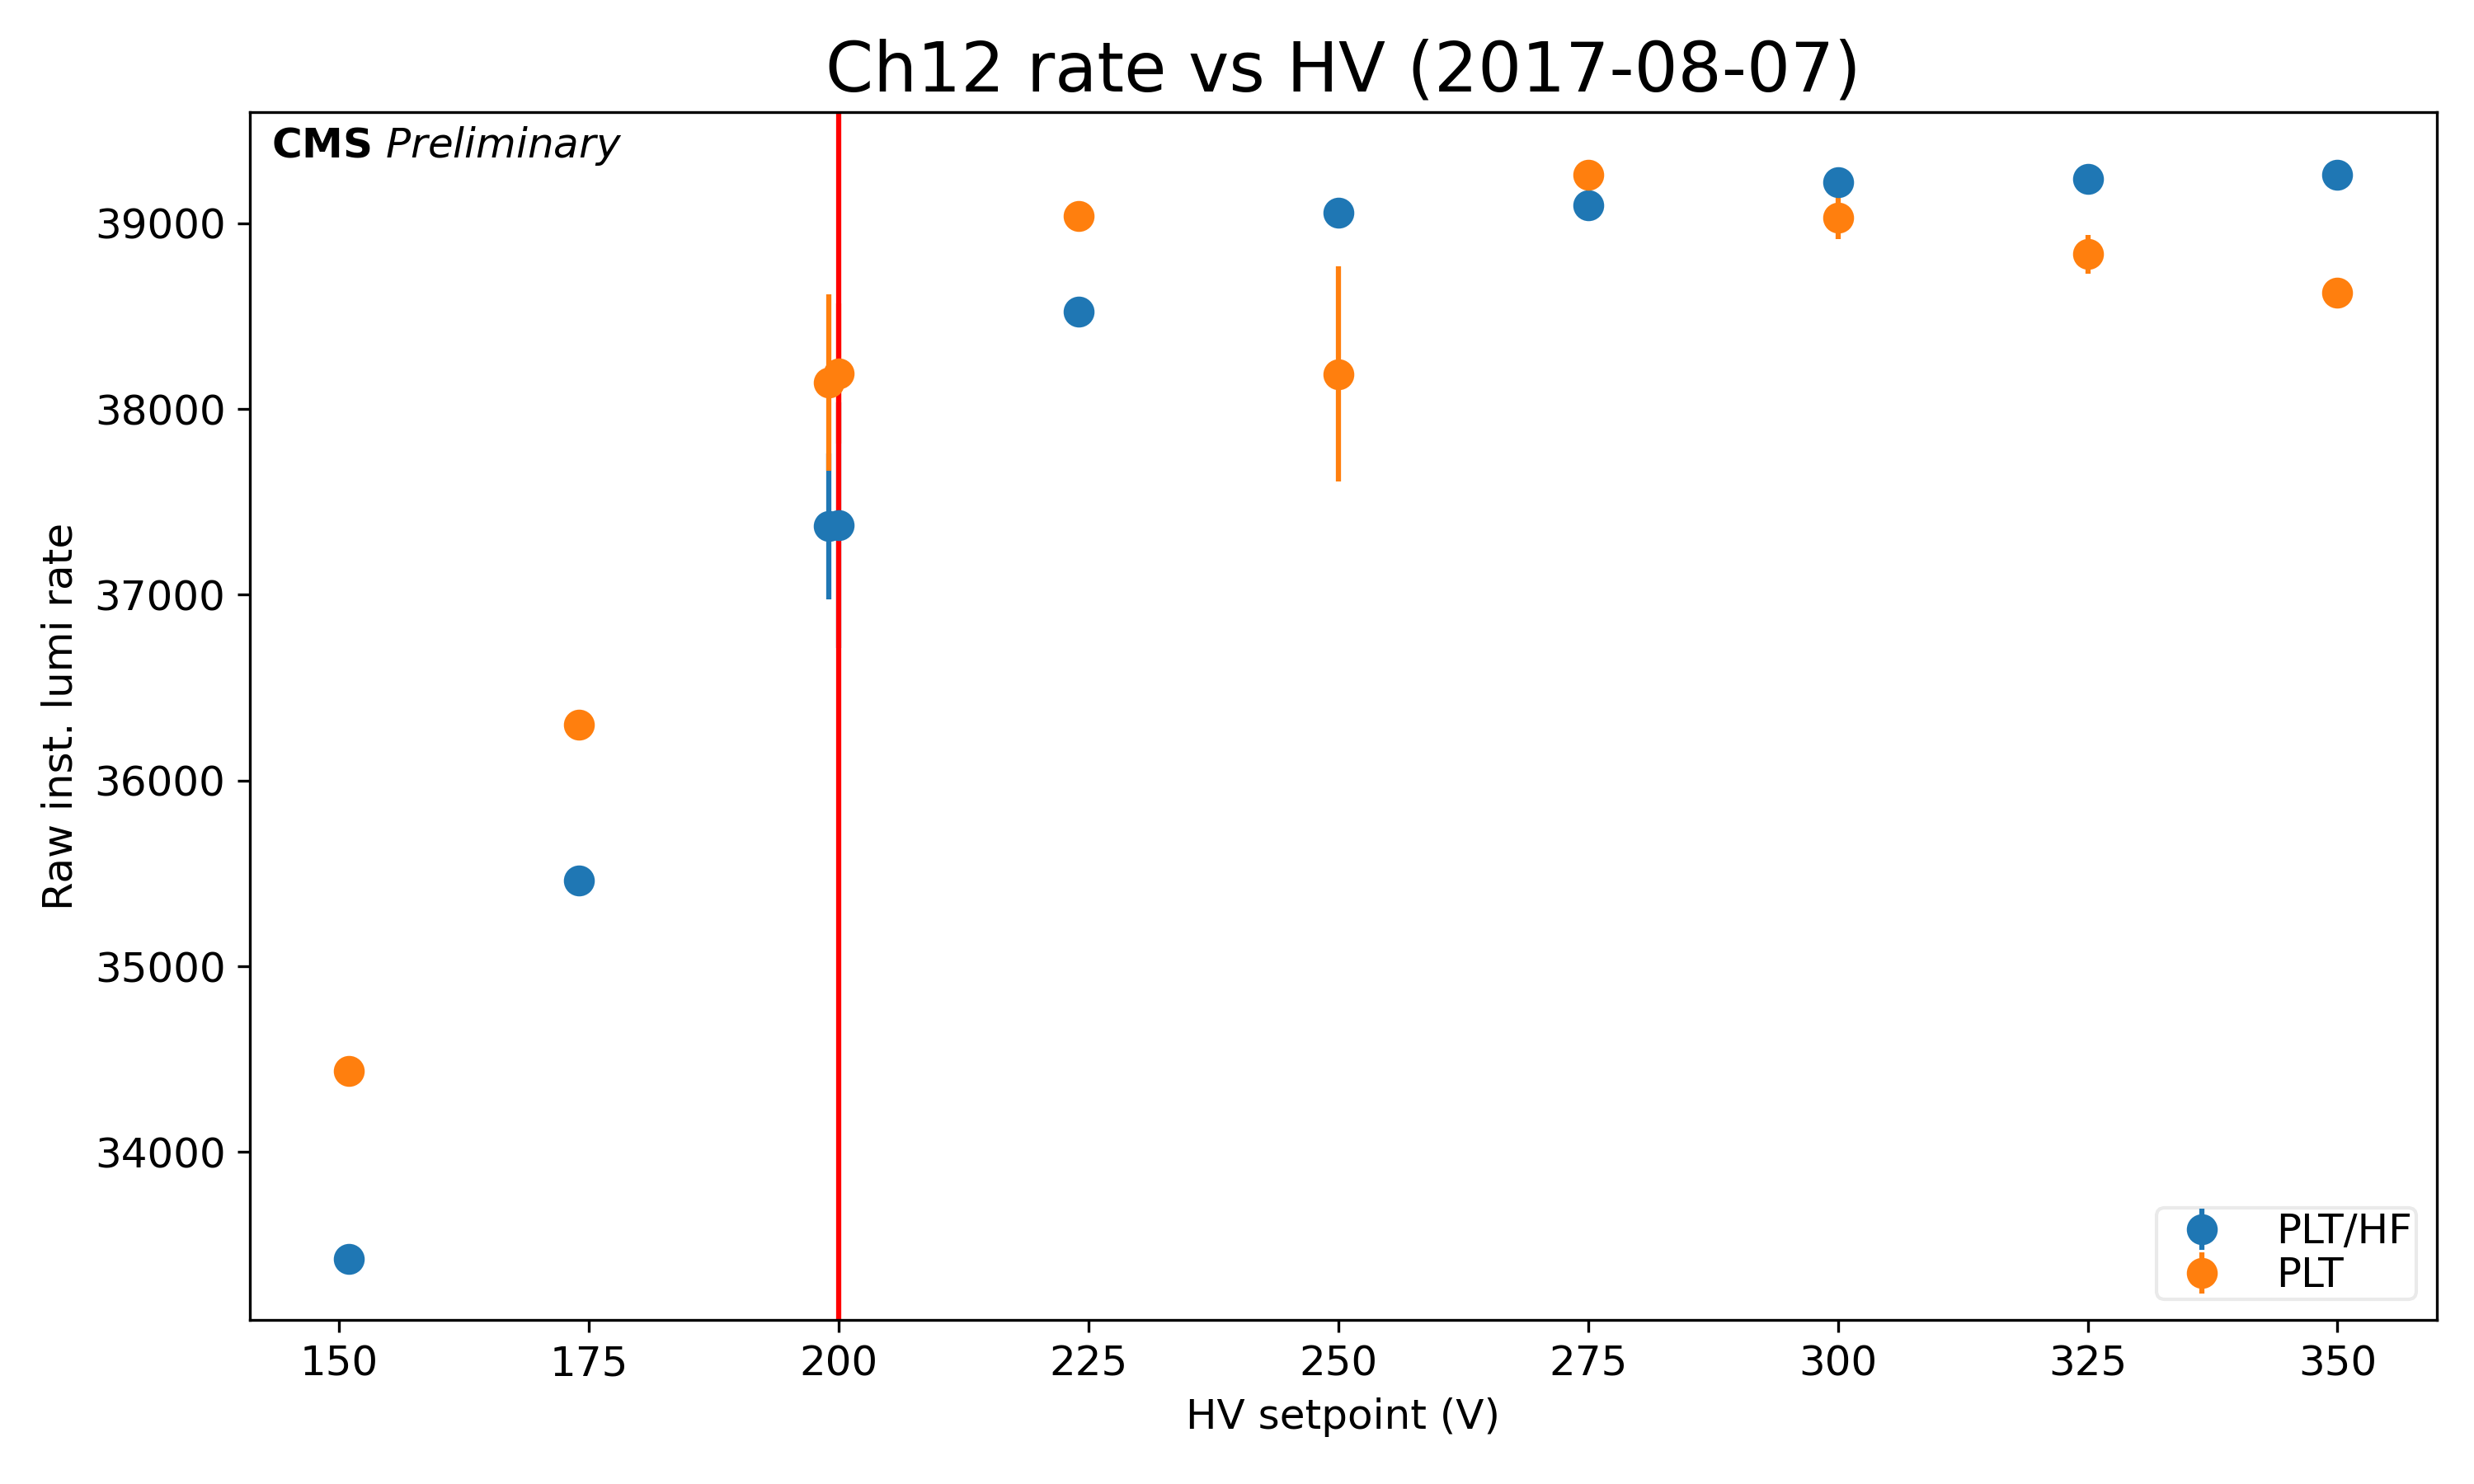 Ch12 rate vs HV (2017-08-07)
CMS Preliminary
39000
38000
37000
36000
35000
34000
Raw inst. lumi rate
PLT/HF
PLT
150 175 200 225 250 275 300 325 350
HV setpoint (V)